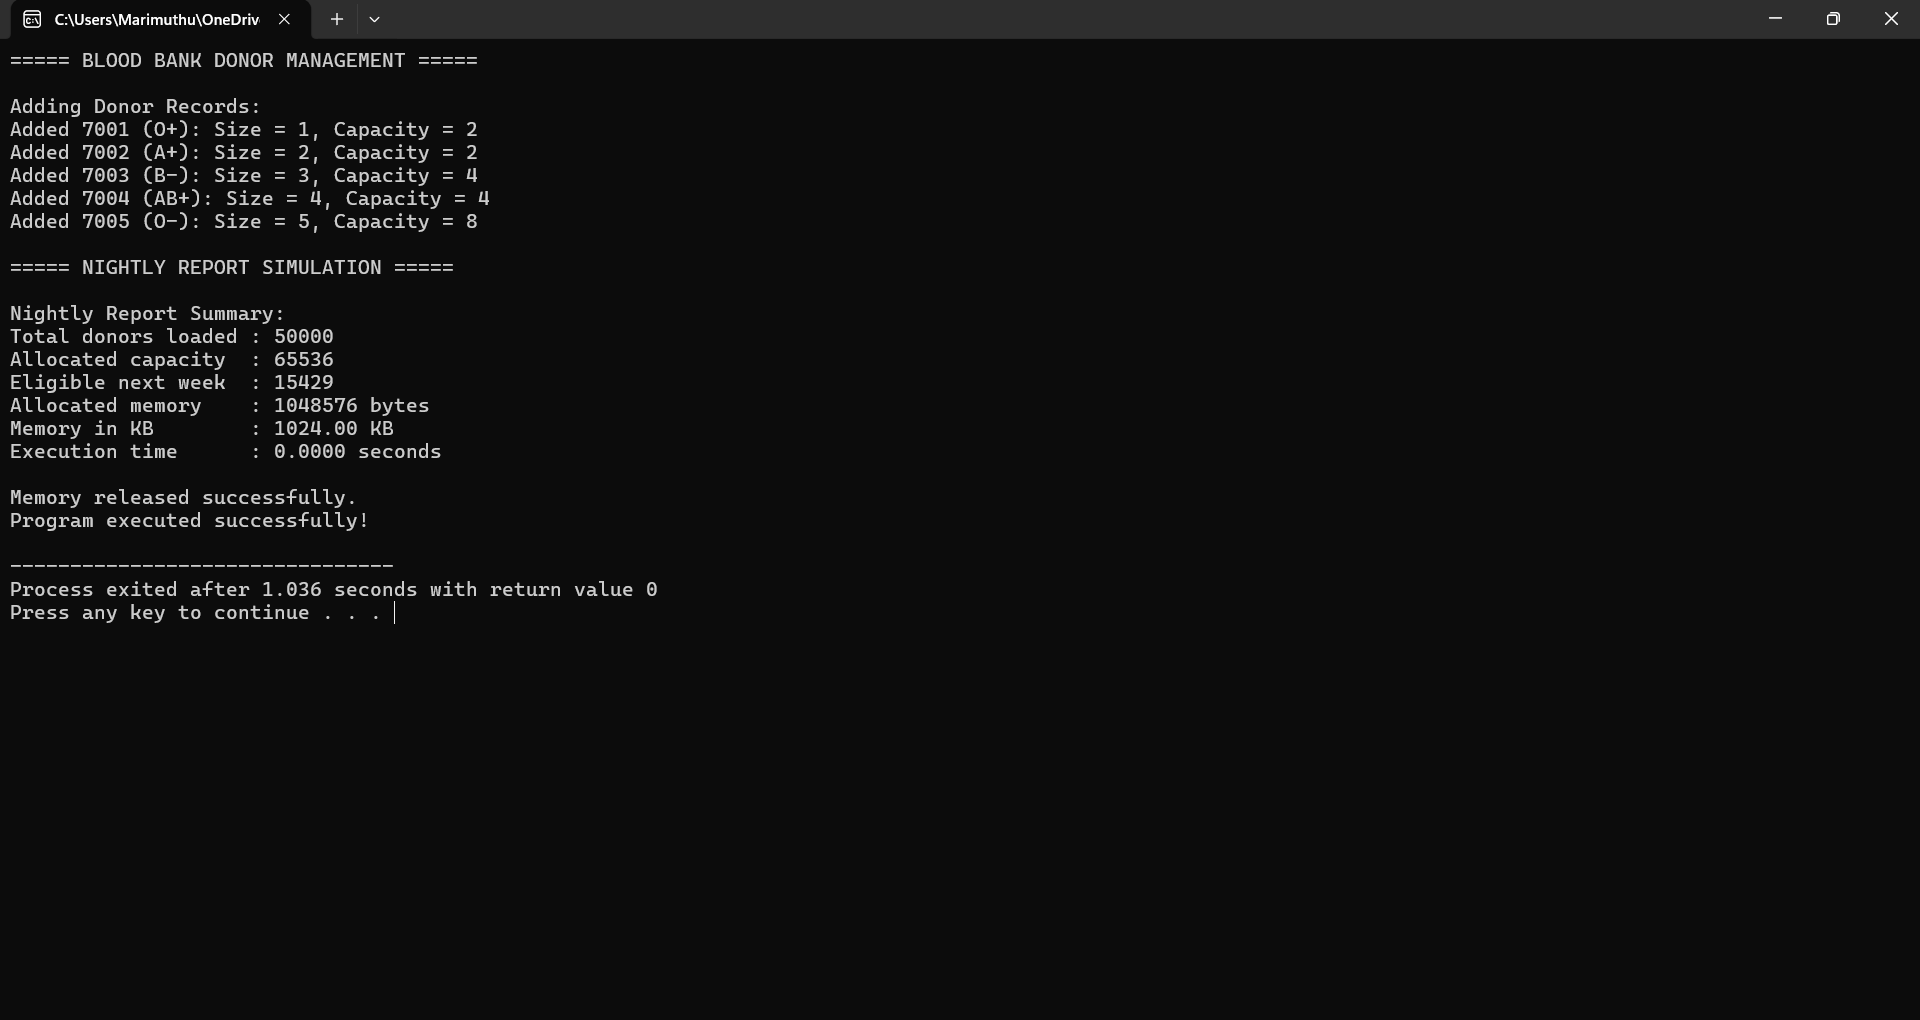 C:\Users\Marimuthu\OneDriv
===== BLOOD BANK DONOR MANAGEMENT =====
Adding Donor Records:
Added 7001 (O+): Size = 1, Capacity = 2
Added 7002 (A+): Size = 2, Capacity = 2
Added 7003 (B-): Size = 3, Capacity = 4
Added 7004 (AB+): Size = 4, Capacity = 4
Added 7005 (O-): Size = 5, Capacity = 8
===== NIGHTLY REPORT SIMULATION =====
Nightly Report Summary:
Total donors loaded : 50000
Allocated capacity  : 65536
Eligible next week  : 15429
Allocated memory    : 1048576 bytes
Memory in KB        : 1024.00 KB
Execution time      : 0.0000 seconds
Memory released successfully.
Program executed successfully!
--------------------------------
Process exited after 1.036 seconds with return value 0
Press any key to continue . . .